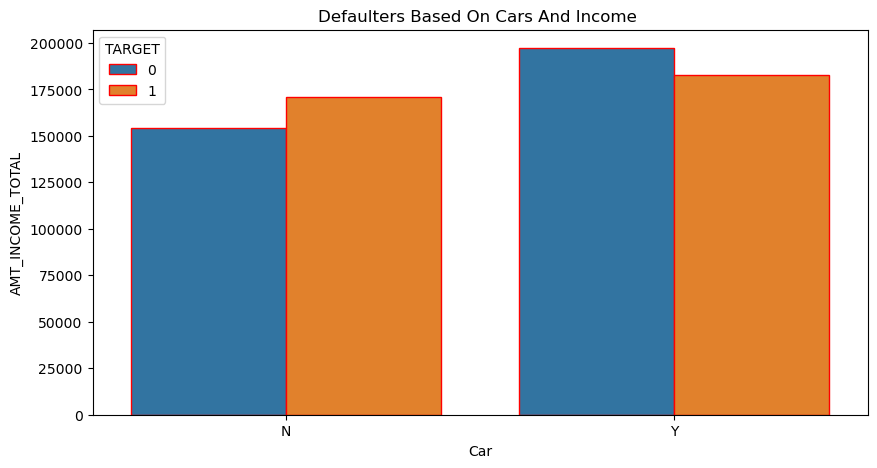 Defaulters Based On Cars And Income
TARGET
0
1
200000
175000
150000
125000
100000
75000
50000
25000
0
AMT_INCOME_TOTAL
N
Y
Car